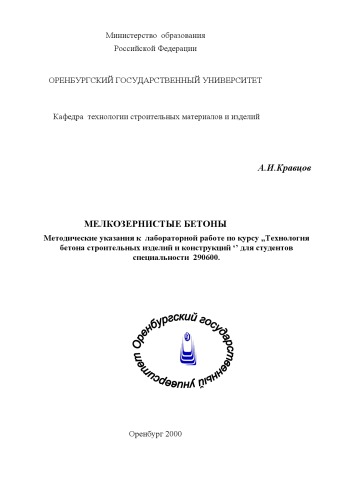 Министерство образования
Российской Федерации
ОРЕНБУРГСКИЙ ГОСУДАРСТВЕННЫЙ УНИВЕРСИТЕТ
Кафедра технологии строительных материалов и изделий
А.И.Кравцов
МЕЛКОЗЕРНИСТЫЕ БЕТОНЫ
Методические указания к лабораторной работе по курсу „Технология
бетона строительных изделий и конструкций “ для студентов
специальности 290600.
Оренбургский государственный университет
Оренбург 2000